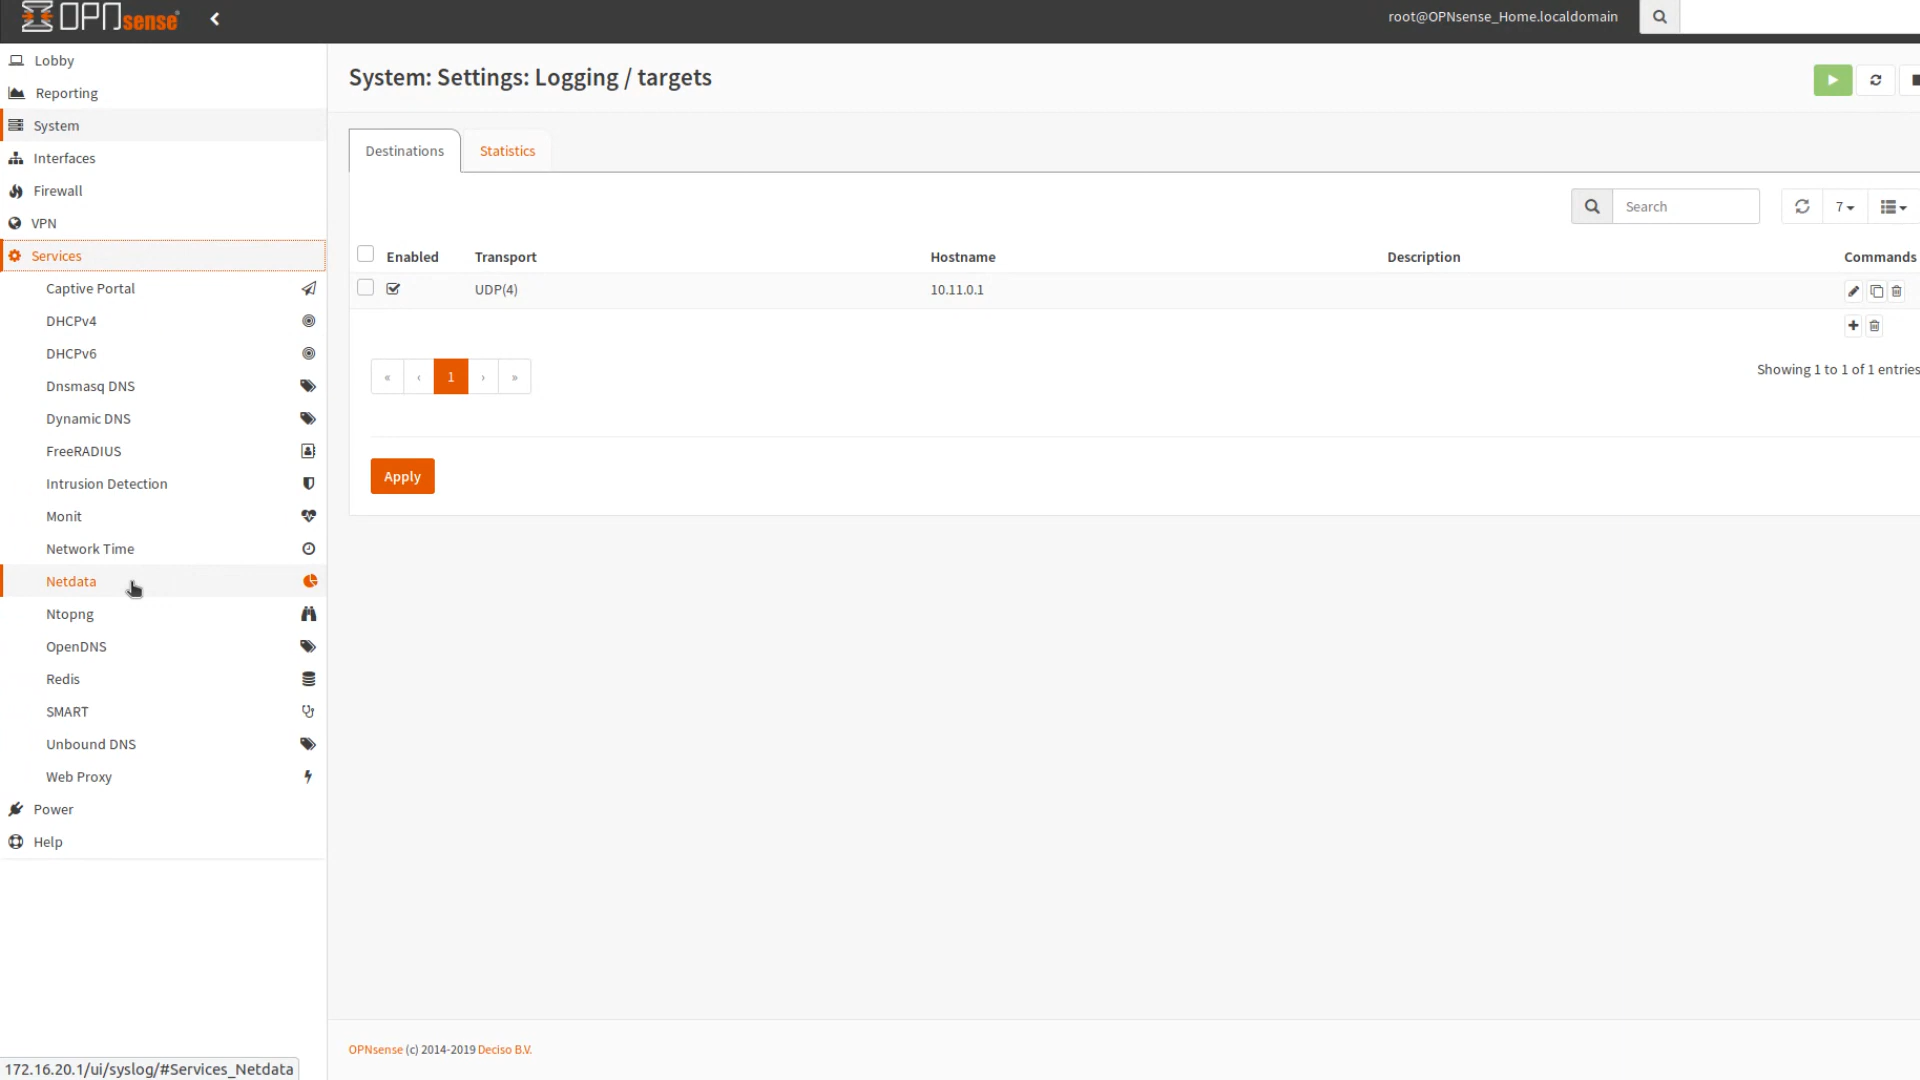 OPNsense
root@OPNsense_Home.localdomain
Lobby
Reporting
System
Interfaces
Firewall
VPN
Services
Captive Portal
DHCPv4
DHCPv6
Dnsmasq DNS
Dynamic DNS
FreeRADIUS
Intrusion Detection
Monit
Network Time
Netdata
Ntopng
OpenDNS
Redis
SMART
Unbound DNS
Web Proxy
Power
Help
System: Settings: Logging / targets
Destinations Statistics
Search 7
Enabled Transport Hostname Description Commands
UDP(4) 10.11.0.1
« ‹ 1 › »
Showing 1 to 1 of 1 entries
Apply
OPNsense (c) 2014-2019 Deciso B.V.
172.16.20.1/ui/syslog/#Services_Netdata